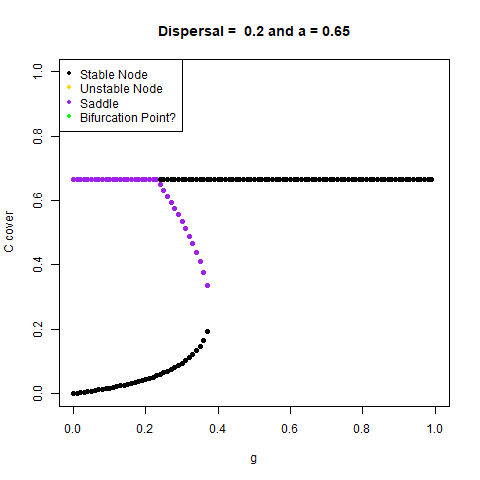 Dispersal =  0.2 and a = 0.65
Stable Node
Unstable Node
Saddle
Bifurcation Point?
C cover
1.0
0.8
0.6
0.4
0.2
0.0
0.0 0.2 0.4 0.6 0.8 1.0
g